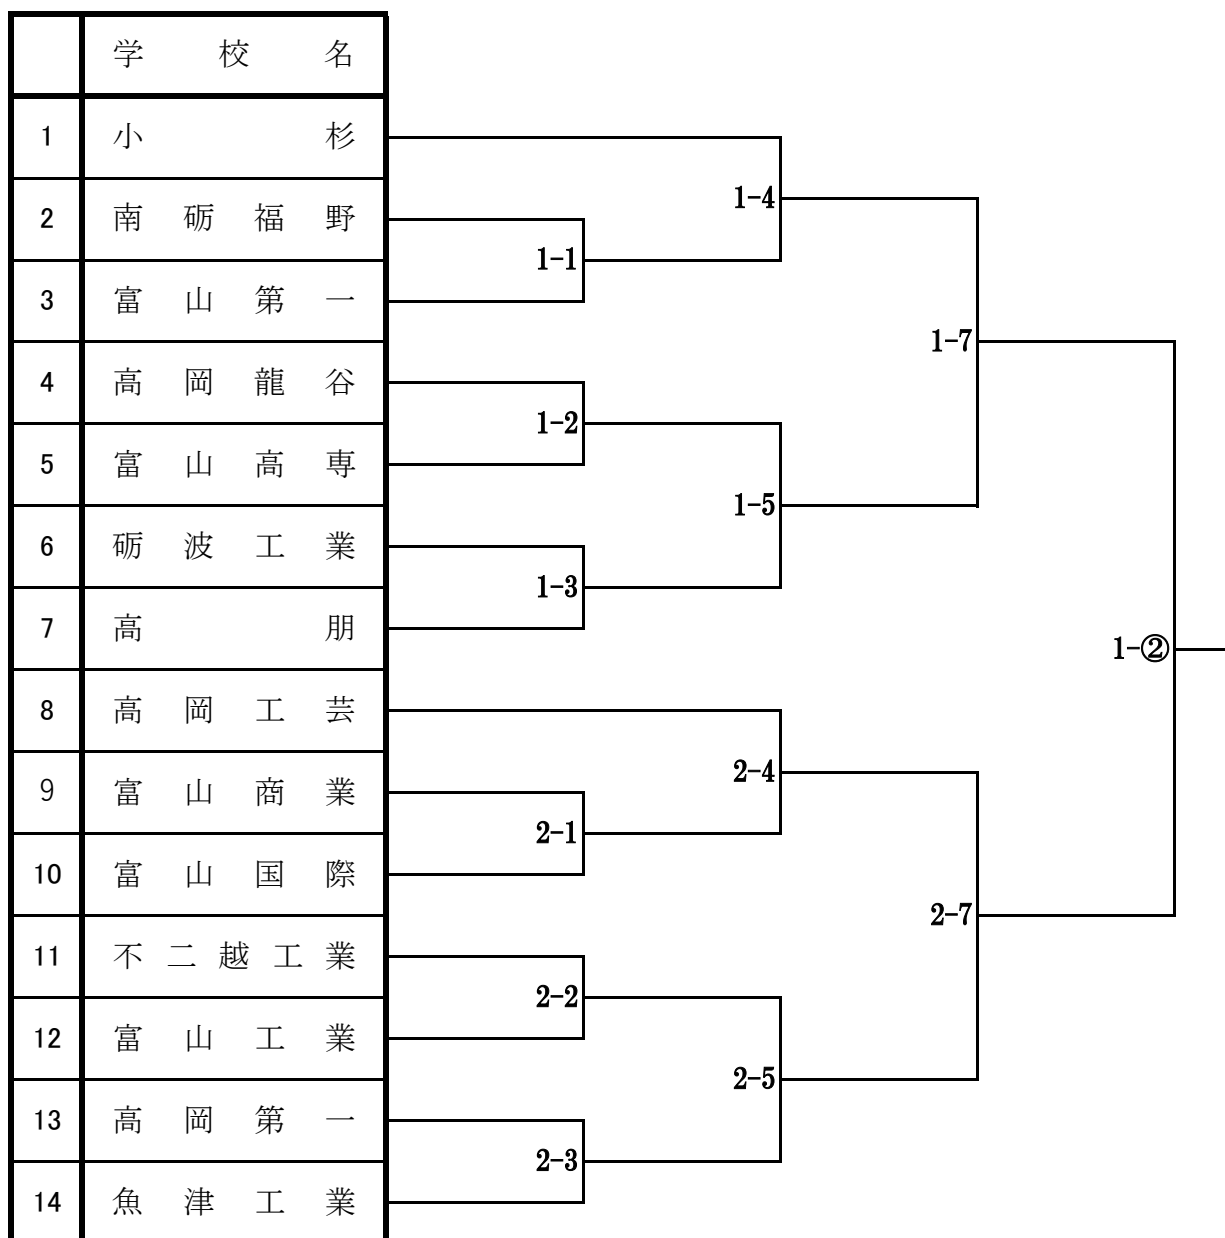 学校名
1 小杉
1-4
2 南砺福野
1-1
3 富山第一
1-7
4 高岡龍谷
1-2
5 富山高専
1-5
6 砺波工業
1-3
7 高朋
1-②
8 高岡工芸
2-4
9 富山商業
2-1
10 富山国際
2-7
11 不二越工業
2-2
12 富山工業
2-5
13 高岡第一
2-3
14 魚津工業